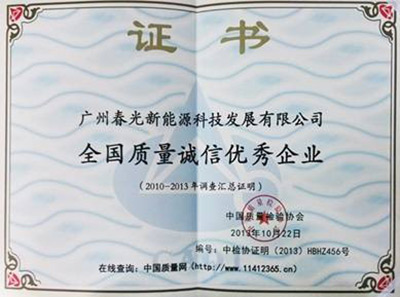 证书
广州春光新能源科技发展有限公司
全国质量诚信优秀企业
(2010-2013年调查汇总证明)
中国质量检验协会
2013年10月22日
编号：中检协证明(2013)HBHZ456号
在线查询：中国质量网(http://www.11412365.cn)